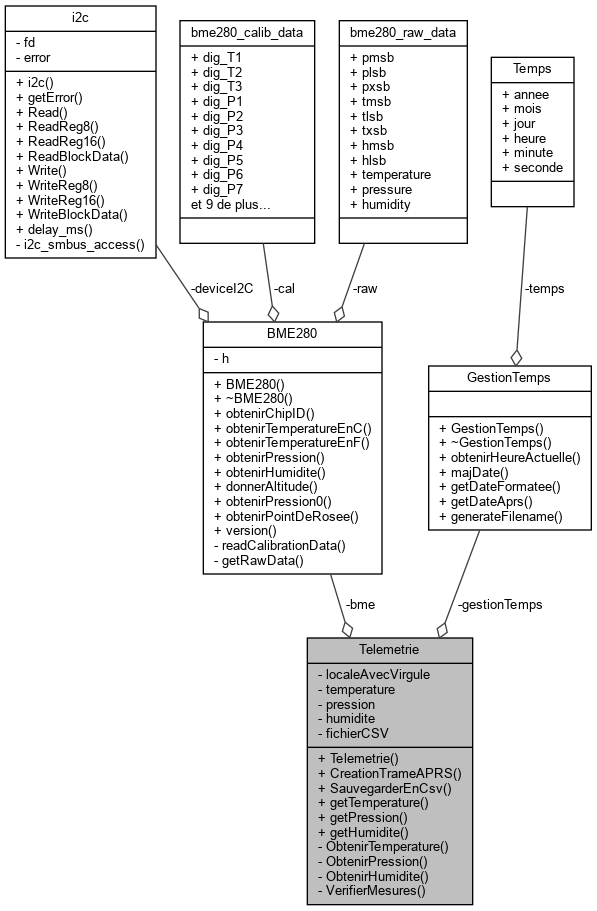 i2c
- fd
- error
+ i2c()
+ getError()
+ Read()
+ ReadReg8()
+ ReadReg16()
+ ReadBlockData()
+ Write()
+ WriteReg8()
+ WriteReg16()
+ WriteBlockData()
+ delay_ms()
- i2c_smbus_access()
bme280_calib_data
+ dig_T1
+ dig_T2
+ dig_T3
+ dig_P1
+ dig_P2
+ dig_P3
+ dig_P4
+ dig_P5
+ dig_P6
+ dig_P7
et 9 de plus...
bme280_raw_data
+ pmsb
+ plsb
+ pxsb
+ tmsb
+ tlsb
+ txsb
+ hmsb
+ hlsb
+ temperature
+ pressure
+ humidity
Temps
+ annee
+ mois
+ jour
+ heure
+ minute
+ seconde
-deviceI2C
-cal
-raw
-temps
BME280
- h
+ BME280()
+ ~BME280()
+ obtenirChipID()
+ obtenirTemperatureEnC()
+ obtenirTemperatureEnF()
+ obtenirPression()
+ obtenirHumidite()
+ donnerAltitude()
+ obtenirPression0()
+ obtenirPointDeRosee()
+ version()
- readCalibrationData()
- getRawData()
GestionTemps
+ GestionTemps()
+ ~GestionTemps()
+ obtenirHeureActuelle()
+ majDate()
+ getDateFormatee()
+ getDateAprs()
+ generateFilename()
-bme
-gestionTemps
Telemetrie
- localeAvecVirgule
- temperature
- pression
- humidite
- fichierCSV
+ Telemetrie()
+ CreationTrameAPRS()
+ SauvegarderEnCsv()
+ getTemperature()
+ getPression()
+ getHumidite()
- ObtenirTemperature()
- ObtenirPression()
- ObtenirHumidite()
- VerifierMesures()